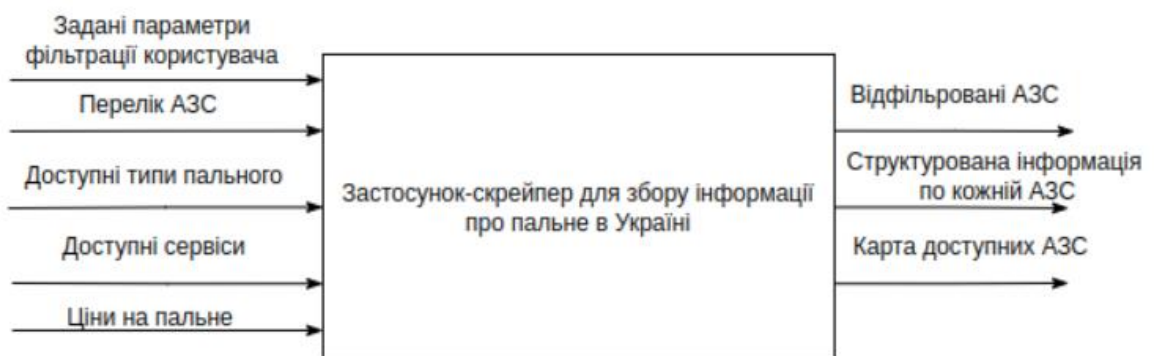 Задані параметри
фільтрації користувача
Перелік АЗС
Доступні типи пального
Доступні сервіси
Ціни на пальне
Застосунок-скрейпер для збору інформації
про пальне в Україні
Відфільровані АЗС
Структурована інформація
по кожній АЗС
Карта доступних АЗС